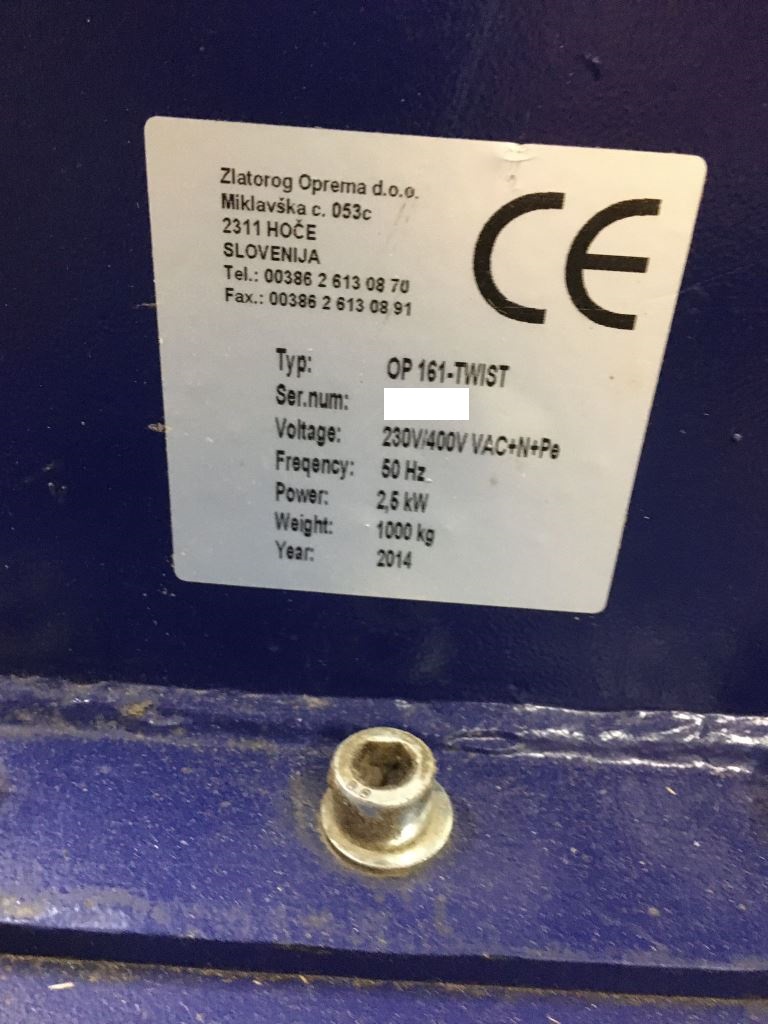 Zlatorog Oprema d.o.o.
Miklavška c. 053c
2311 HOČE
SLOVENIJA
Tel.: 00386 2 613 08 70
Fax.: 00386 2 613 08 91
CE
Typ: OP 161-TWIST
Ser.num:
Voltage: 230V/400V VAC+N+Pe
Freqency: 50 Hz
Power: 2,5 kW
Weight: 1000 kg
Year: 2014
8.8